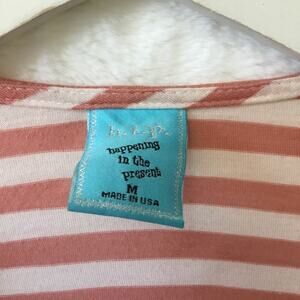 happening
in the
present
M
MADE IN USA